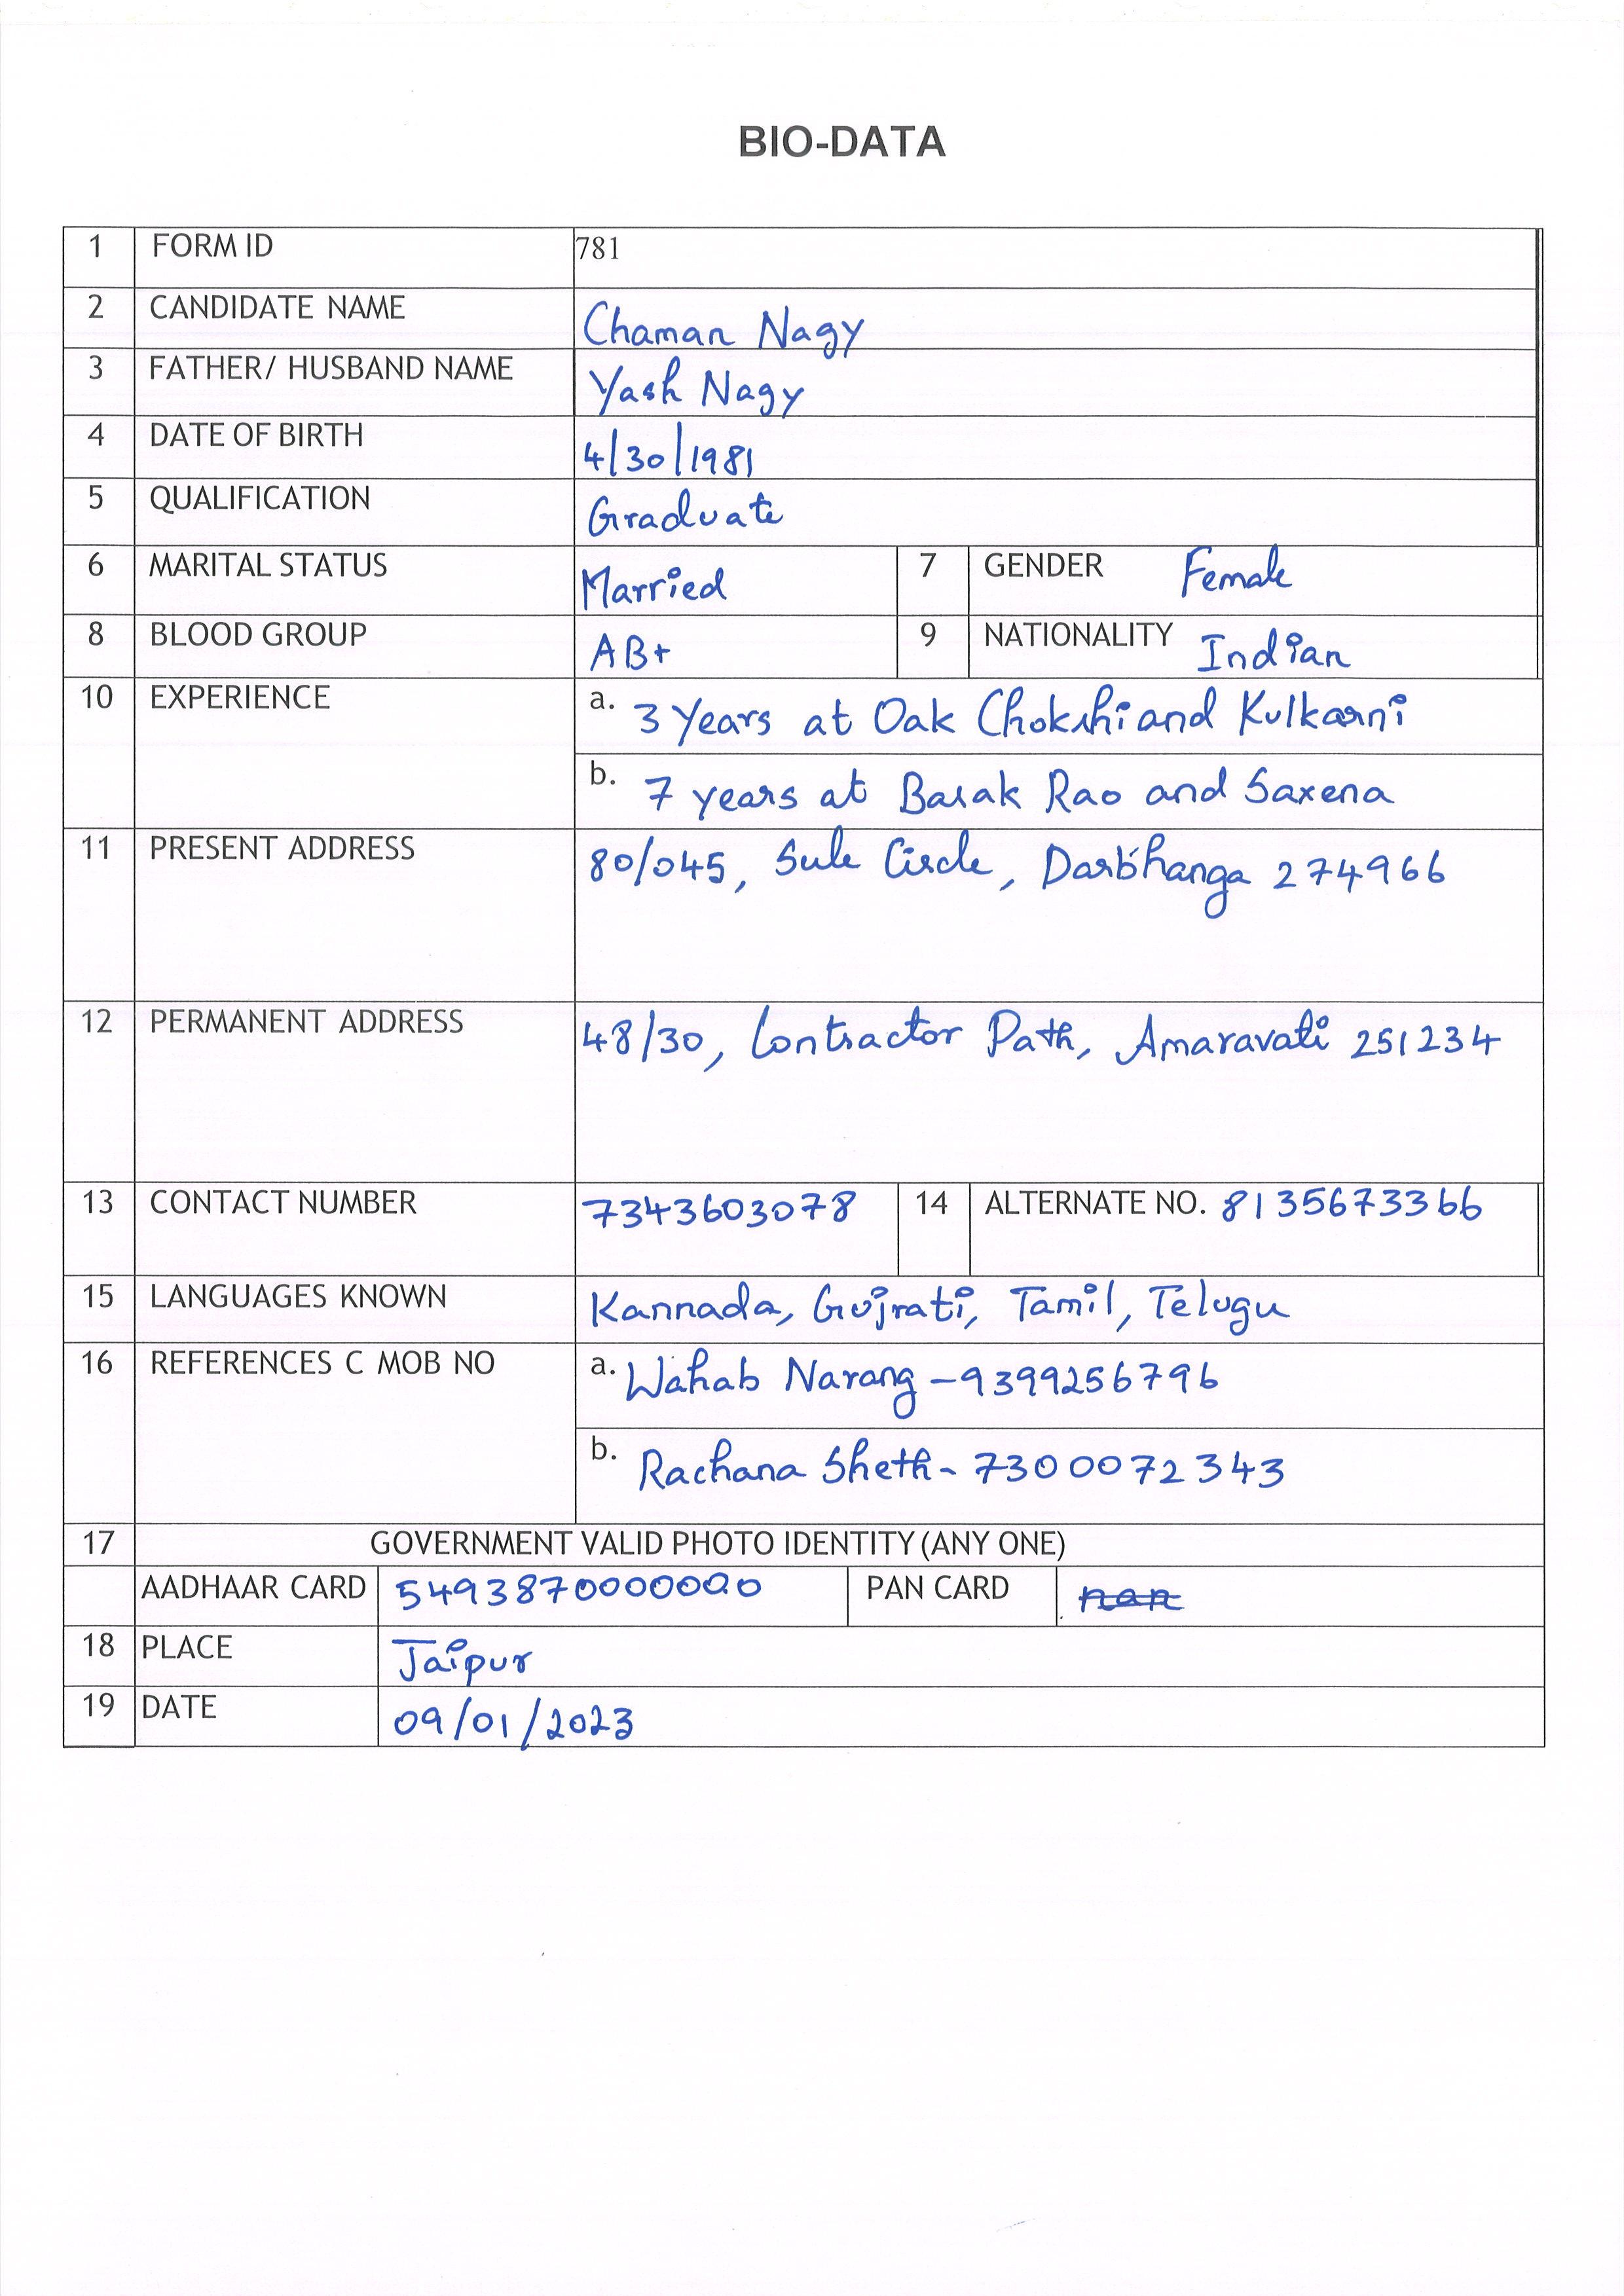 BIO-DATA
1 FORM ID 781
2 CANDIDATE NAME Chaman Nagy
3 FATHER/ HUSBAND NAME Yash Nagy
4 DATE OF BIRTH 4/30/1981
5 QUALIFICATION Graduate
6 MARITAL STATUS Married 7 GENDER Female
8 BLOOD GROUP AB+ 9 NATIONALITY Indian
10 EXPERIENCE a. 3 Years at Oak Chokshi and Kulkarni
b. 7 years at Basak Rao and Saxena
11 PRESENT ADDRESS 80/045, Sule Circle, Darbhanga 274966
12 PERMANENT ADDRESS 48/30, Contractor Path, Amaravati 251234
13 CONTACT NUMBER 7343603078 14 ALTERNATE NO. 8135673366
15 LANGUAGES KNOWN Kannada, Gujrati, Tamil, Telugu
16 REFERENCES C MOB NO a. Wahab Narang - 9399256796
b. Rachana Sheth - 7300072343
17 GOVERNMENT VALID PHOTO IDENTITY (ANY ONE)
AADHAAR CARD 549387000000 PAN CARD nan
18 PLACE Jaipur
19 DATE 09/01/2023